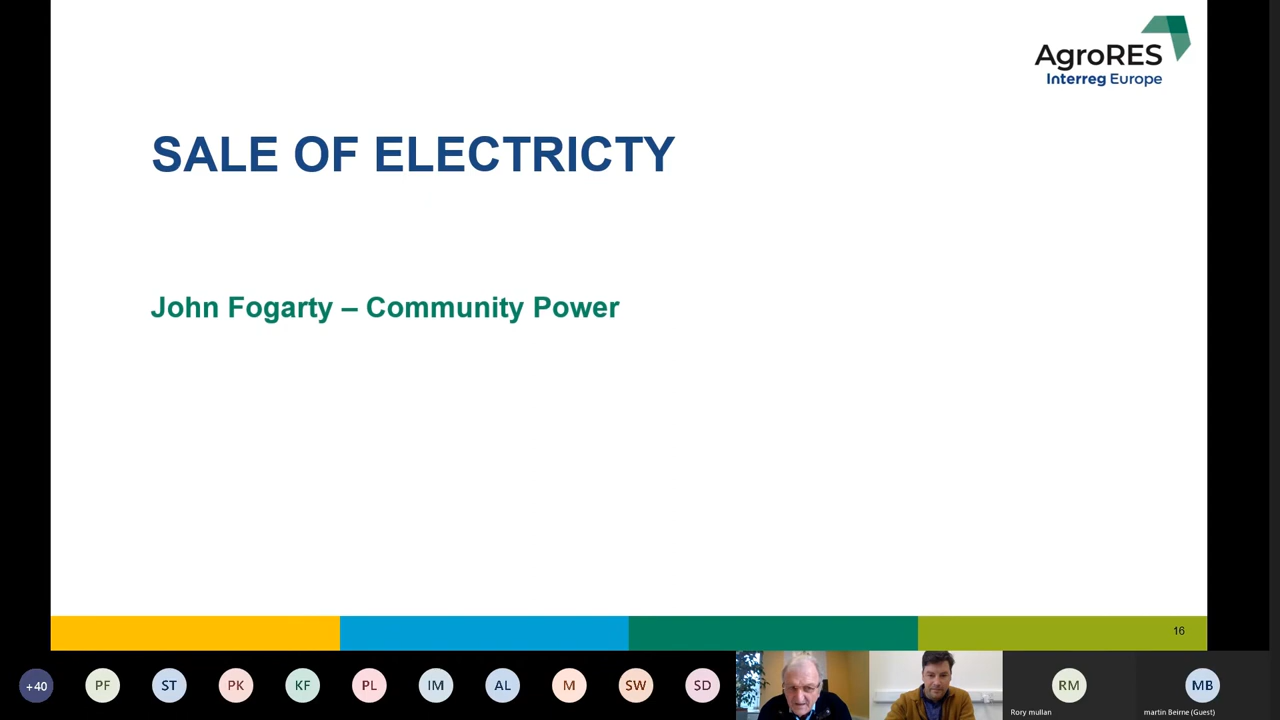 AgroRES
Interreg Europe
SALE OF ELECTRICTY
John Fogarty – Community Power
16
+40
PF
ST
PK
KF
PL
IM
AL
M
SW
SD
RM
Rory mullan
MB
martin Beirne (Guest)